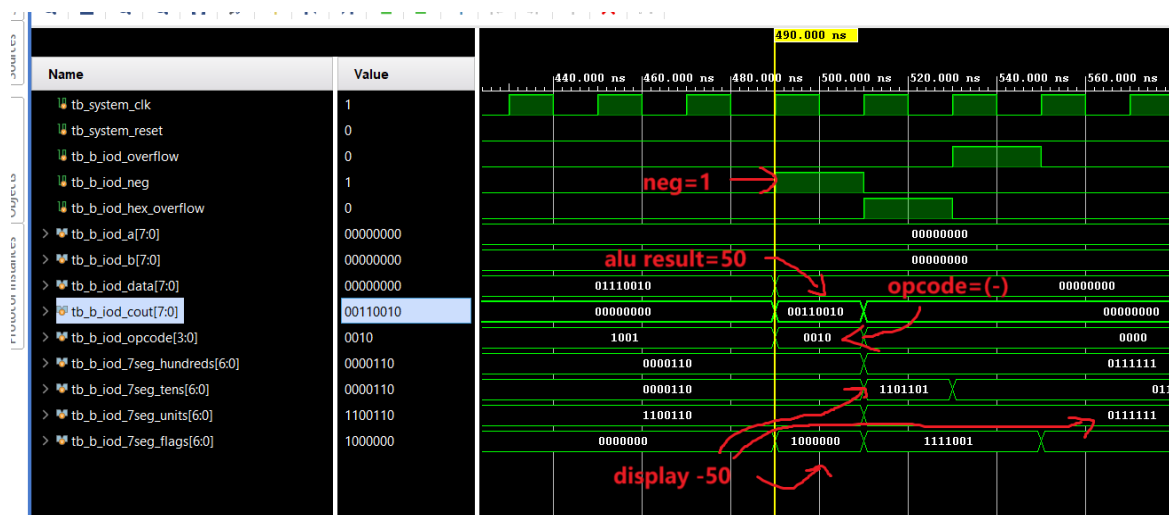 Sources
Objects
Protocol Instances
490.000 ns
Name
Value
440.000 ns
460.000 ns
480.000 ns
500.000 ns
520.000 ns
540.000 ns
560.000 ns
tb_system_clk 1
tb_system_reset 0
tb_b_iod_overflow 0
tb_b_iod_neg 1
neg=1
tb_b_iod_hex_overflow 0
tb_b_iod_a[7:0] 00000000 00000000
tb_b_iod_b[7:0] 00000000 00000000
alu result=50
tb_b_iod_data[7:0] 00000000 01110010 00000000
opcode=(-)
tb_b_iod_cout[7:0] 00110010 00000000 00110010 00000000
tb_b_iod_opcode[3:0] 0010 1001 0010 0000
tb_b_iod_7seg_hundreds[6:0] 0000110 0000110 0111111
tb_b_iod_7seg_tens[6:0] 0000110 0000110 1101101 01
tb_b_iod_7seg_units[6:0] 1100110 1100110 0111111
tb_b_iod_7seg_flags[6:0] 1000000 0000000 1000000 1111001
display -50